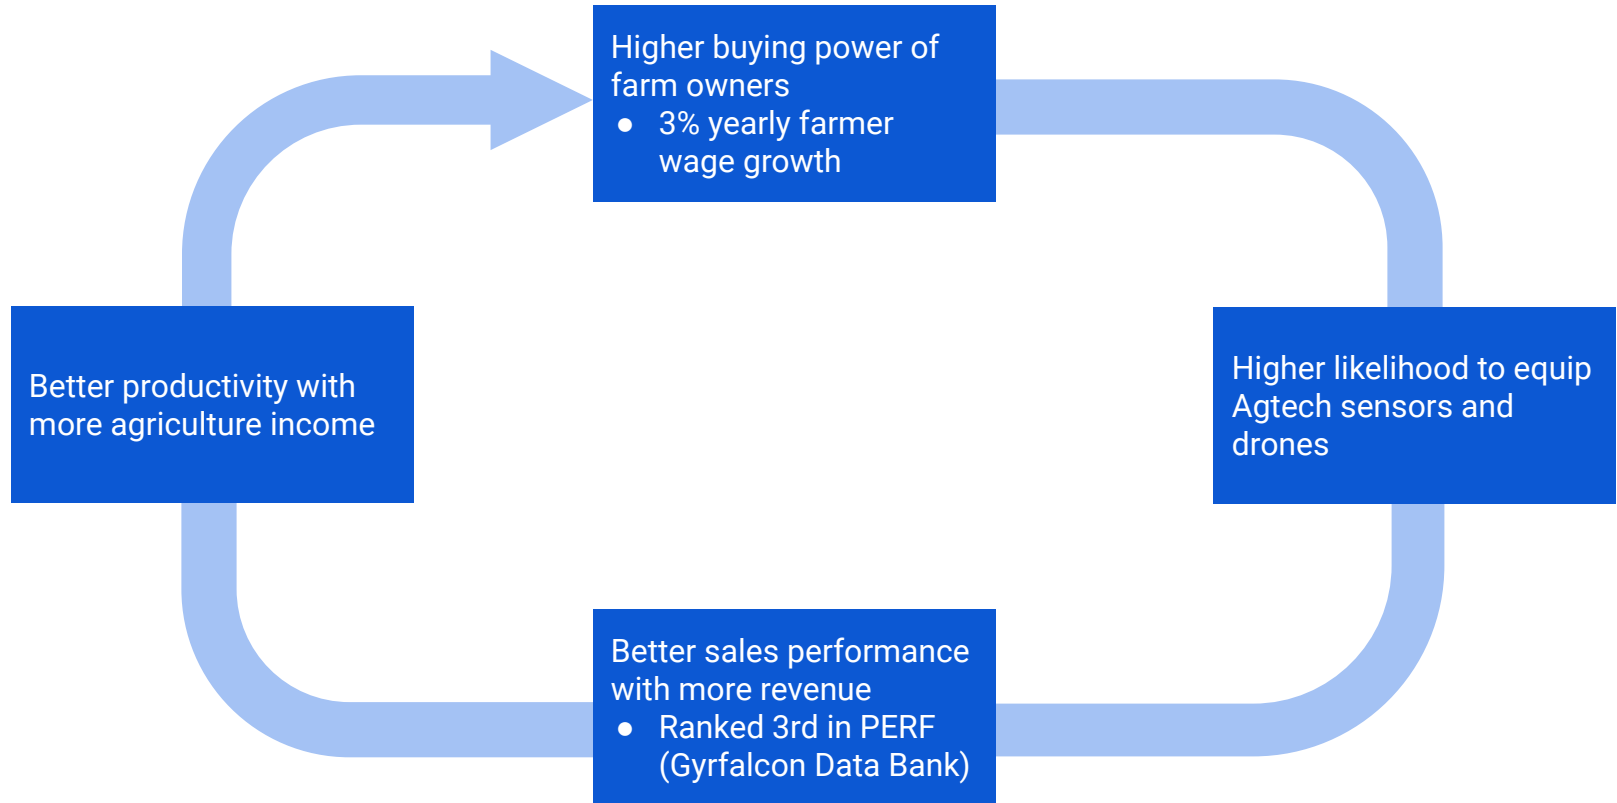 Higher buying power of
farm owners
● 3% yearly farmer
wage growth
Higher likelihood to equip
Agtech sensors and
drones
Better sales performance
with more revenue
● Ranked 3rd in PERF
(Gyrfalcon Data Bank)
Better productivity with
more agriculture income